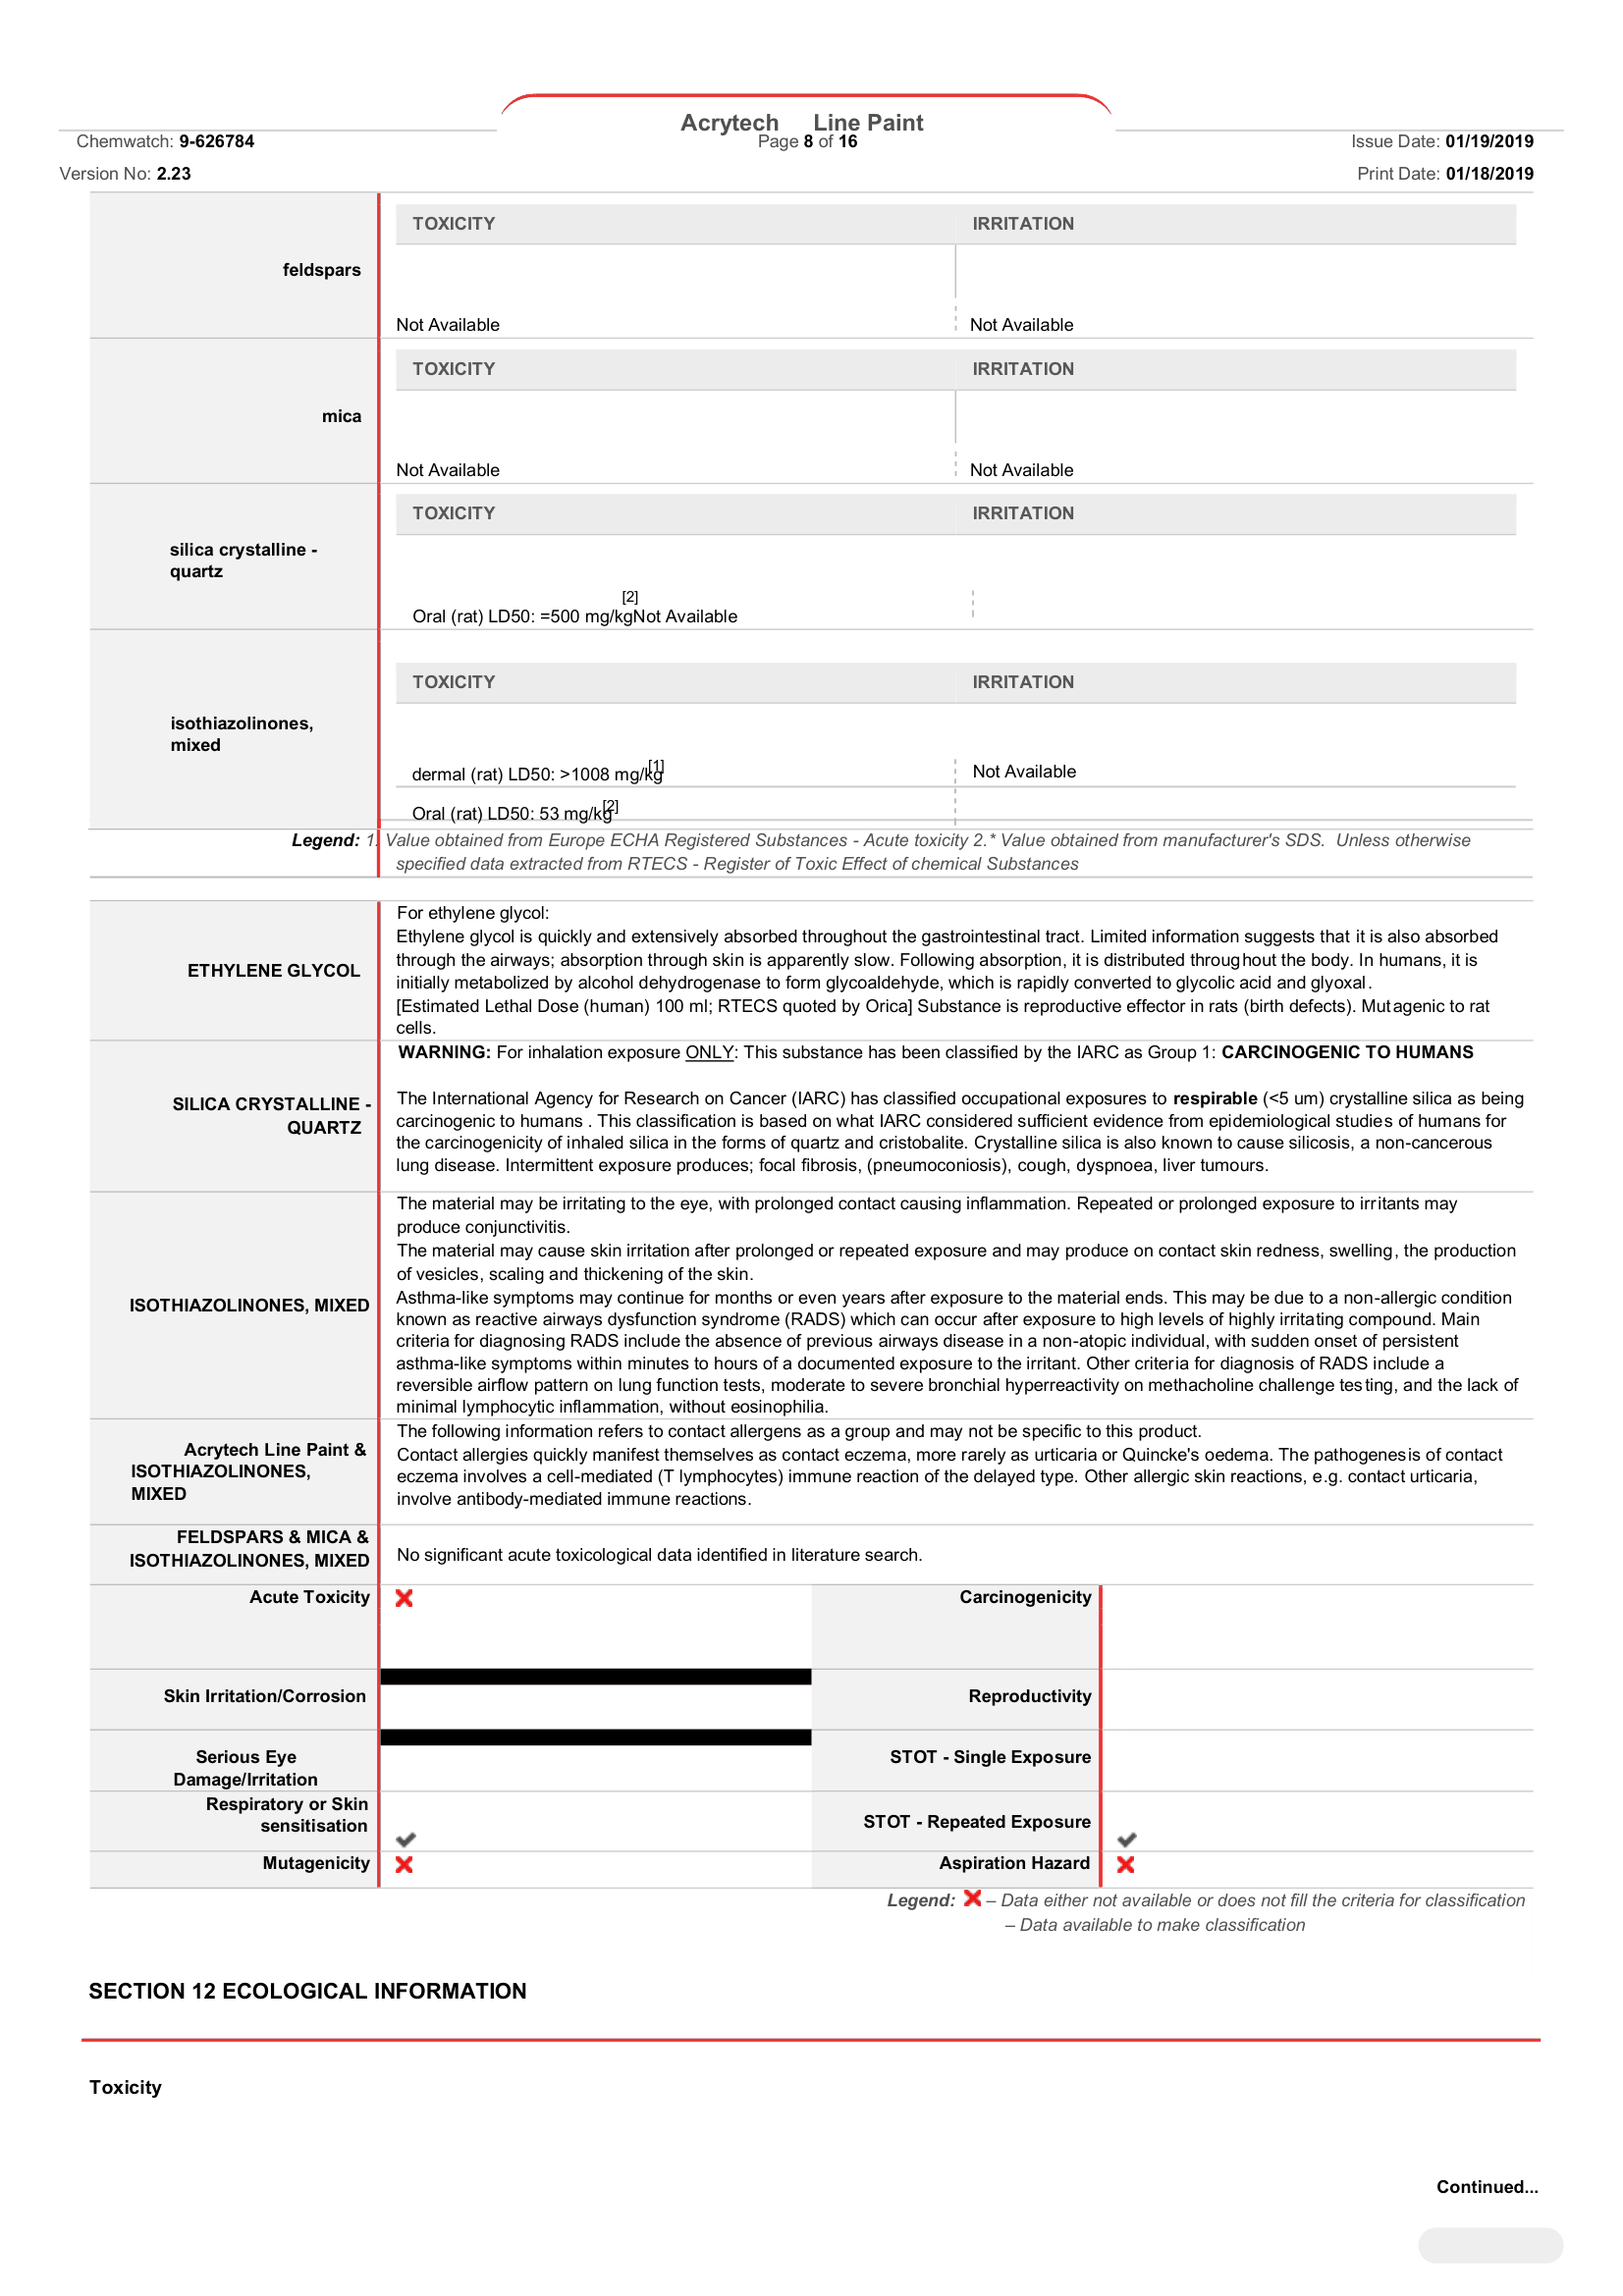 Acrytech Line Paint
Chemwatch: 9-626784
Page 8 of 16
Issue Date: 01/19/2019
Version No: 2.23
Print Date: 01/18/2019
TOXICITY
IRRITATION
feldspars
Not Available
Not Available
TOXICITY
IRRITATION
mica
Not Available
Not Available
TOXICITY
IRRITATION
silica crystalline -
quartz
[2]
Oral (rat) LD50: =500 mg/kgNot Available
TOXICITY
IRRITATION
isothiazolinones,
mixed
dermal (rat) LD50: >1008 mg/kg[1]
Not Available
Oral (rat) LD50: 53 mg/kg[2]
Legend: 1. Value obtained from Europe ECHA Registered Substances - Acute toxicity 2.* Value obtained from manufacturer's SDS. Unless otherwise
specified data extracted from RTECS - Register of Toxic Effect of chemical Substances
ETHYLENE GLYCOL
For ethylene glycol:
Ethylene glycol is quickly and extensively absorbed throughout the gastrointestinal tract. Limited information suggests that it is also absorbed
through the airways; absorption through skin is apparently slow. Following absorption, it is distributed throughout the body. In humans, it is
initially metabolized by alcohol dehydrogenase to form glycoaldehyde, which is rapidly converted to glycolic acid and glyoxal.
[Estimated Lethal Dose (human) 100 ml; RTECS quoted by Orica] Substance is reproductive effector in rats (birth defects). Mutagenic to rat
cells.
SILICA CRYSTALLINE -
QUARTZ
WARNING: For inhalation exposure ONLY: This substance has been classified by the IARC as Group 1: CARCINOGENIC TO HUMANS
The International Agency for Research on Cancer (IARC) has classified occupational exposures to respirable (<5 um) crystalline silica as being
carcinogenic to humans . This classification is based on what IARC considered sufficient evidence from epidemiological studies of humans for
the carcinogenicity of inhaled silica in the forms of quartz and cristobalite. Crystalline silica is also known to cause silicosis, a non-cancerous
lung disease. Intermittent exposure produces; focal fibrosis, (pneumoconiosis), cough, dyspnoea, liver tumours.
ISOTHIAZOLINONES, MIXED
The material may be irritating to the eye, with prolonged contact causing inflammation. Repeated or prolonged exposure to irritants may
produce conjunctivitis.
The material may cause skin irritation after prolonged or repeated exposure and may produce on contact skin redness, swelling, the production
of vesicles, scaling and thickening of the skin.
Asthma-like symptoms may continue for months or even years after exposure to the material ends. This may be due to a non-allergic condition
known as reactive airways dysfunction syndrome (RADS) which can occur after exposure to high levels of highly irritating compound. Main
criteria for diagnosing RADS include the absence of previous airways disease in a non-atopic individual, with sudden onset of persistent
asthma-like symptoms within minutes to hours of a documented exposure to the irritant. Other criteria for diagnosis of RADS include a
reversible airflow pattern on lung function tests, moderate to severe bronchial hyperreactivity on methacholine challenge testing, and the lack of
minimal lymphocytic inflammation, without eosinophilia.
Acrytech Line Paint &
ISOTHIAZOLINONES,
MIXED
The following information refers to contact allergens as a group and may not be specific to this product.
Contact allergies quickly manifest themselves as contact eczema, more rarely as urticaria or Quincke's oedema. The pathogenesis of contact
eczema involves a cell-mediated (T lymphocytes) immune reaction of the delayed type. Other allergic skin reactions, e.g. contact urticaria,
involve antibody-mediated immune reactions.
FELDSPARS & MICA &
ISOTHIAZOLINONES, MIXED
No significant acute toxicological data identified in literature search.
Acute Toxicity
Carcinogenicity
Skin Irritation/Corrosion
Reproductivity
Serious Eye
Damage/Irritation
STOT - Single Exposure
Respiratory or Skin
sensitisation
STOT - Repeated Exposure
Mutagenicity
Aspiration Hazard
Legend: – Data either not available or does not fill the criteria for classification
– Data available to make classification
SECTION 12 ECOLOGICAL INFORMATION
Toxicity
Continued...